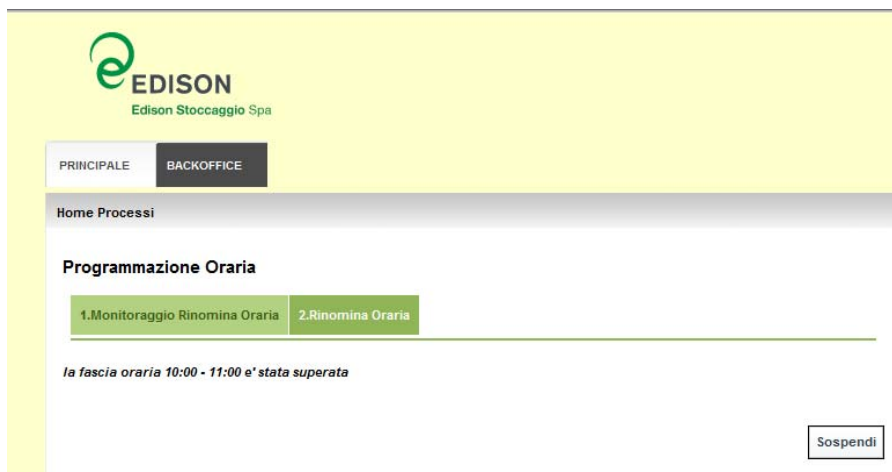 EDISON
Edison Stoccaggio Spa
PRINCIPALE BACKOFFICE
Home Processi
Programmazione Oraria
1.Monitoraggio Rinomina Oraria 2.Rinomina Oraria
la fascia oraria 10:00 - 11:00 e' stata superata
Sospendi